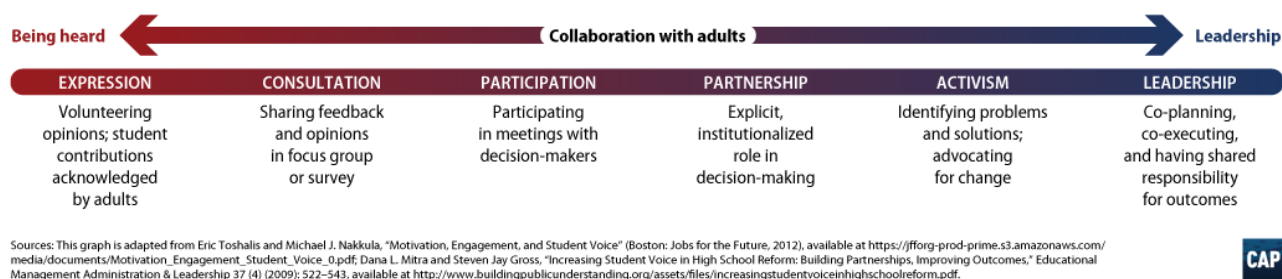 Being heard
Collaboration with adults
Leadership
EXPRESSION
Volunteering
opinions; student
contributions
acknowledged
by adults
CONSULTATION
Sharing feedback
and opinions
in focus group
or survey
PARTICIPATION
Participating
in meetings with
decision-makers
PARTNERSHIP
Explicit,
institutionalized
role in
decision-making
ACTIVISM
Identifying problems
and solutions;
advocating
for change
LEADERSHIP
Co-planning,
co-executing,
and having shared
responsibility
for outcomes
Sources: This graph is adapted from Eric Toshalis and Michael J. Nakkula, "Motivation, Engagement, and Student Voice" (Boston: Jobs for the Future, 2012), available at https://jfforg-prod-prime.s3.amazonaws.com/
media/documents/Motivation_Engagement_Student_Voice_0.pdf; Dana L. Mitra and Steven Jay Gross, "Increasing Student Voice in High School Reform: Building Partnerships, Improving Outcomes," Educational
Management Administration & Leadership 37 (4) (2009): 522–543, available at http://www.buildingpublicunderstanding.org/assets/files/increasingstudentvoiceinhighschoolreform.pdf.
CAP